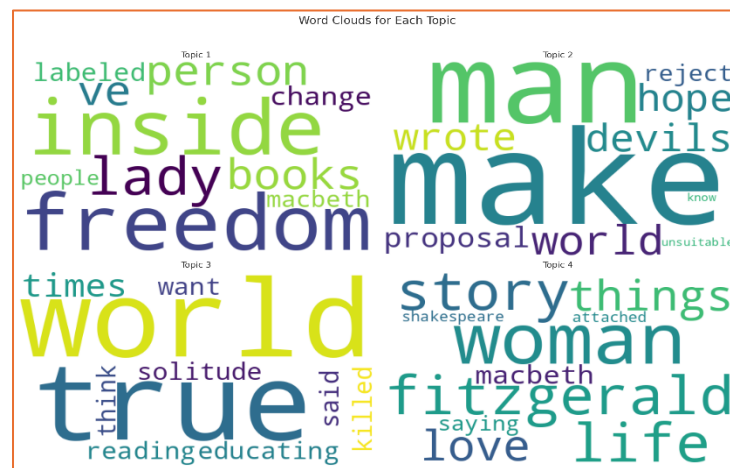 Word Clouds for Each Topic
Topic 1
labeled person
ve change
inside
people lady books
macbeth
freedom
Topic 2
man reject
hope
wrote devils
make
know
proposal world unsuitable
Topic 3
times want
world
solitude
true
think said killed
reading educating
Topic 4
story things
shakespeare attached
woman
macbeth
fitzgerald
saying
love life